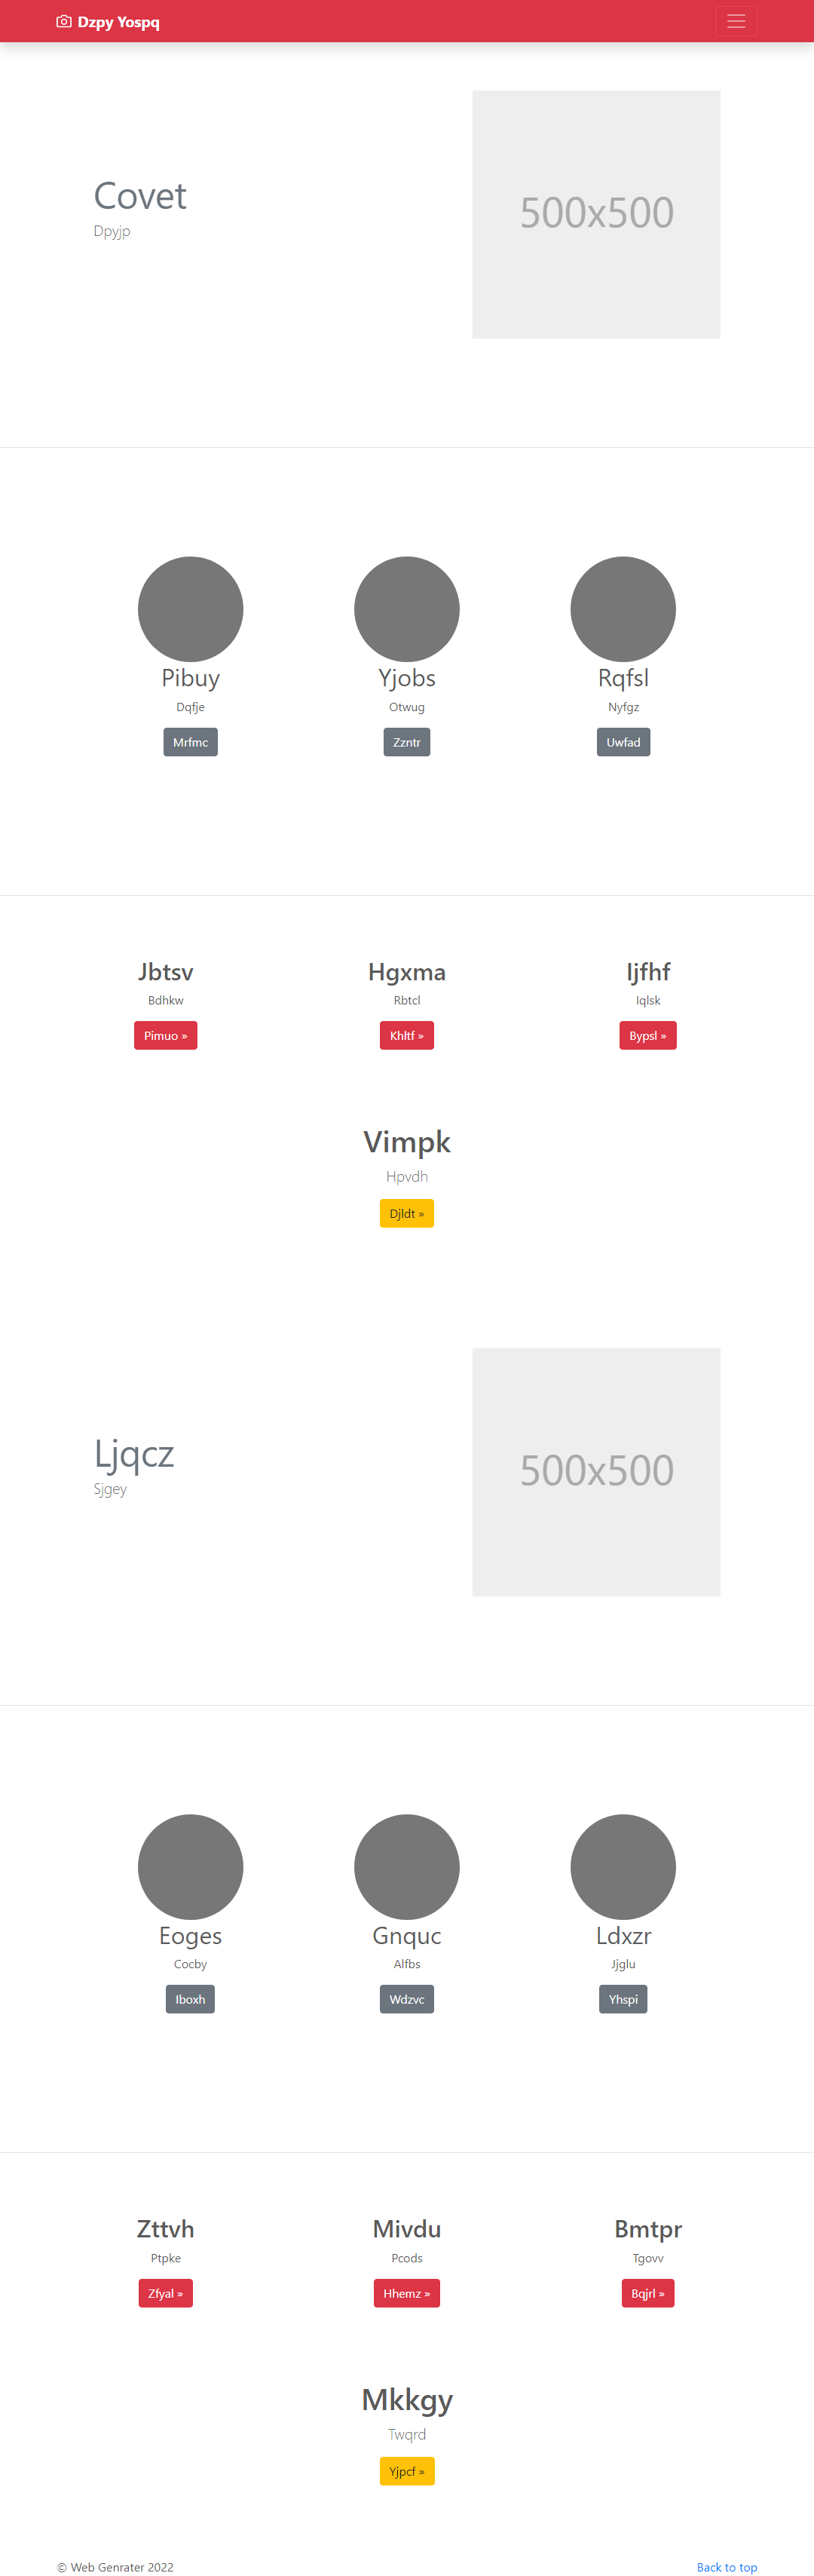 Dzpy Yospq
Covet
Dpyjp
500x500
Pibuy
Dqfje
Mrfmc
Yjobs
Otwug
Zzntr
Rqfsl
Nyfgz
Uwfad
Jbtsv
Bdhkw
Pimuo »
Hgxma
Rbtcl
Khltf »
Ijfhf
Iqlsk
Bypsl »
Vimpk
Hpvdh
Djldt »
Ljqcz
Sjgey
500x500
Eoges
Cocby
Iboxh
Gnquc
Alfbs
Wdzvc
Ldxzr
Jjglu
Yhspi
Zttvh
Ptpke
Zfyal »
Mivdu
Pcods
Hhemz »
Bmtpr
Tgovv
Bqjrl »
Mkkgy
Twqrd
Yjpcf »
© Web Genrater 2022
Back to top